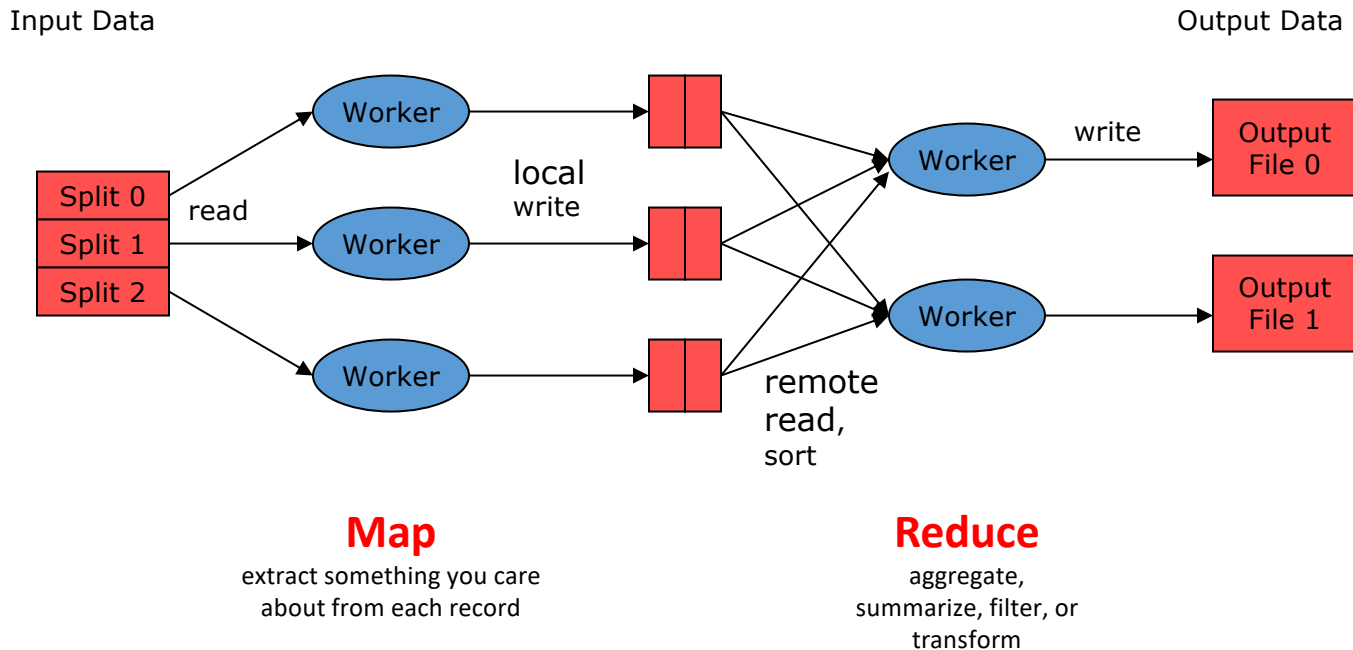 Input Data
Output Data
Worker
Worker
write
Output
File 0
Split 0
read
local
write
Split 1
Worker
Split 2
Worker
Output
File 1
Worker
remote
read,
sort
Map
extract something you care
about from each record
Reduce
aggregate,
summarize, filter, or
transform